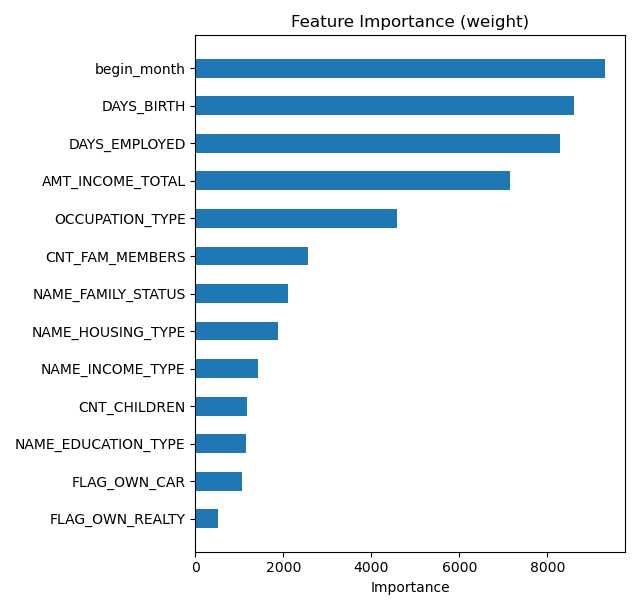 Feature Importance (weight)
begin_month
DAYS_BIRTH
DAYS_EMPLOYED
AMT_INCOME_TOTAL
OCCUPATION_TYPE
CNT_FAM_MEMBERS
NAME_FAMILY_STATUS
NAME_HOUSING_TYPE
NAME_INCOME_TYPE
CNT_CHILDREN
NAME_EDUCATION_TYPE
FLAG_OWN_CAR
FLAG_OWN_REALTY
0 2000 4000 6000 8000
Importance